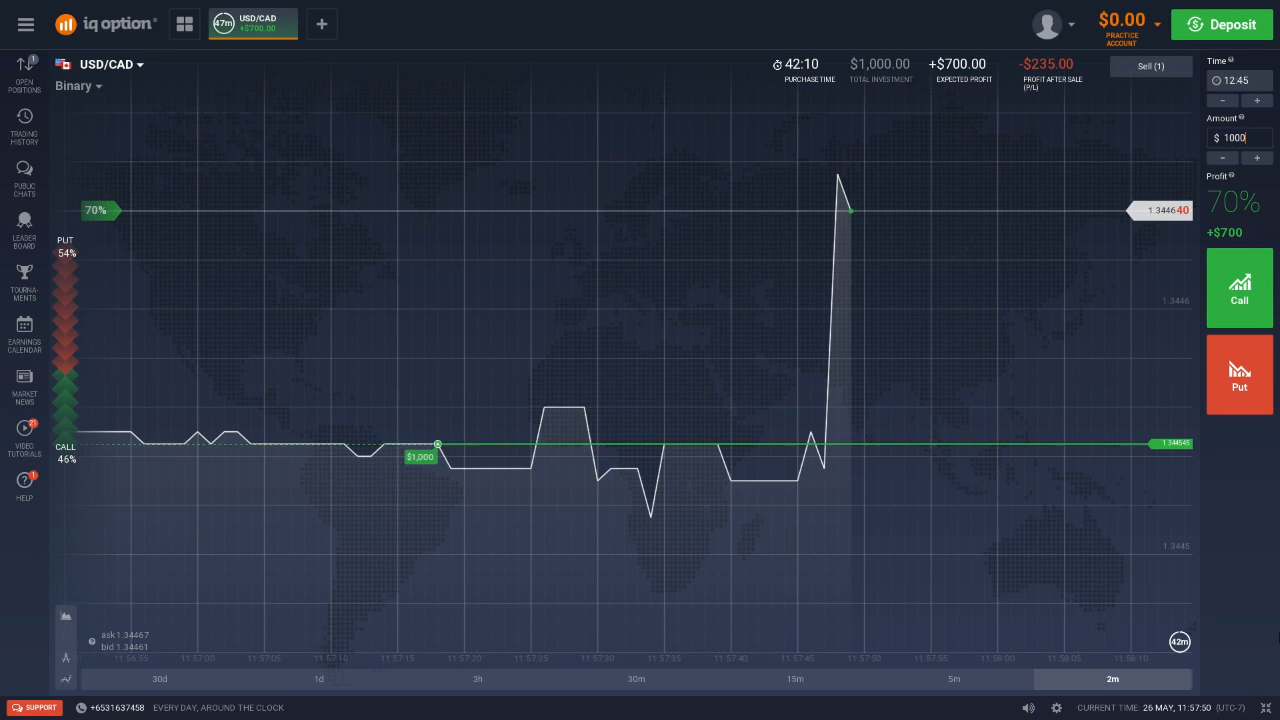 iq option®
47m
USD/CAD
+$700.00
+
$0.00
PRACTICE
ACCOUNT
Deposit
1
OPEN
POSITIONS
TRADING
HISTORY
PUBLIC
CHATS
LEADER
BOARD
TOURNA-
MENTS
EARNINGS
CALENDAR
MARKET
NEWS
21
VIDEO
TUTORIALS
1
HELP
USD/CAD
Binary
42:10
PURCHASE TIME
$1,000.00
TOTAL INVESTMENT
+$700.00
EXPECTED PROFIT
-$235.00
PROFIT AFTER SALE
(P/L)
Sell (1)
70%
PUT
54%
CALL
46%
$1,000
1.344640
1.3446
1.344545
1.3445
42m
ask 1.34467
bid 1.34461
11:56:55 11:57:00 11:57:05 11:57:10 11:57:15 11:57:25 11:57:30 11:57:35 11:57:40 11:57:45 11:57:50 11:57:55 11:58:00 11:58:05 11:58:10
30d 1d 3h 30m 15m 5m 2m
Time
12:45
- +
Amount
$ 1000
- +
Profit
70%
+$700
Call
Put
SUPPORT
+6531637458 EVERY DAY, AROUND THE CLOCK
CURRENT TIME: 26 MAY, 11:57:50 (UTC-7)